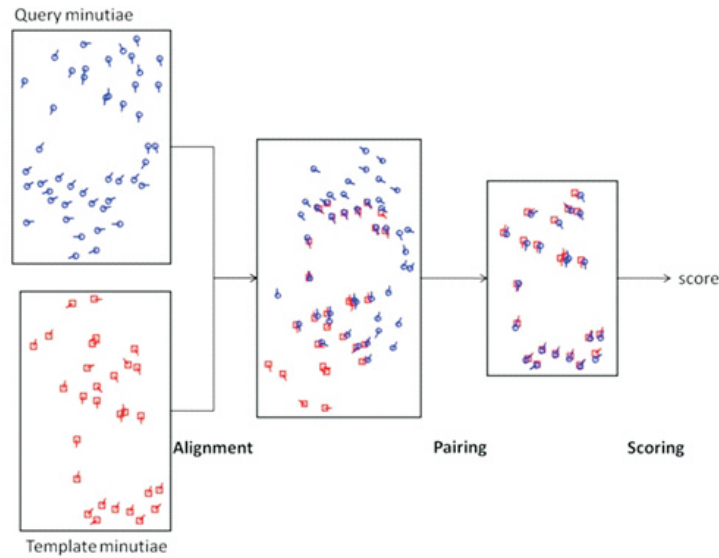 Query minutiae
score
Alignment
Pairing
Scoring
Template minutiae